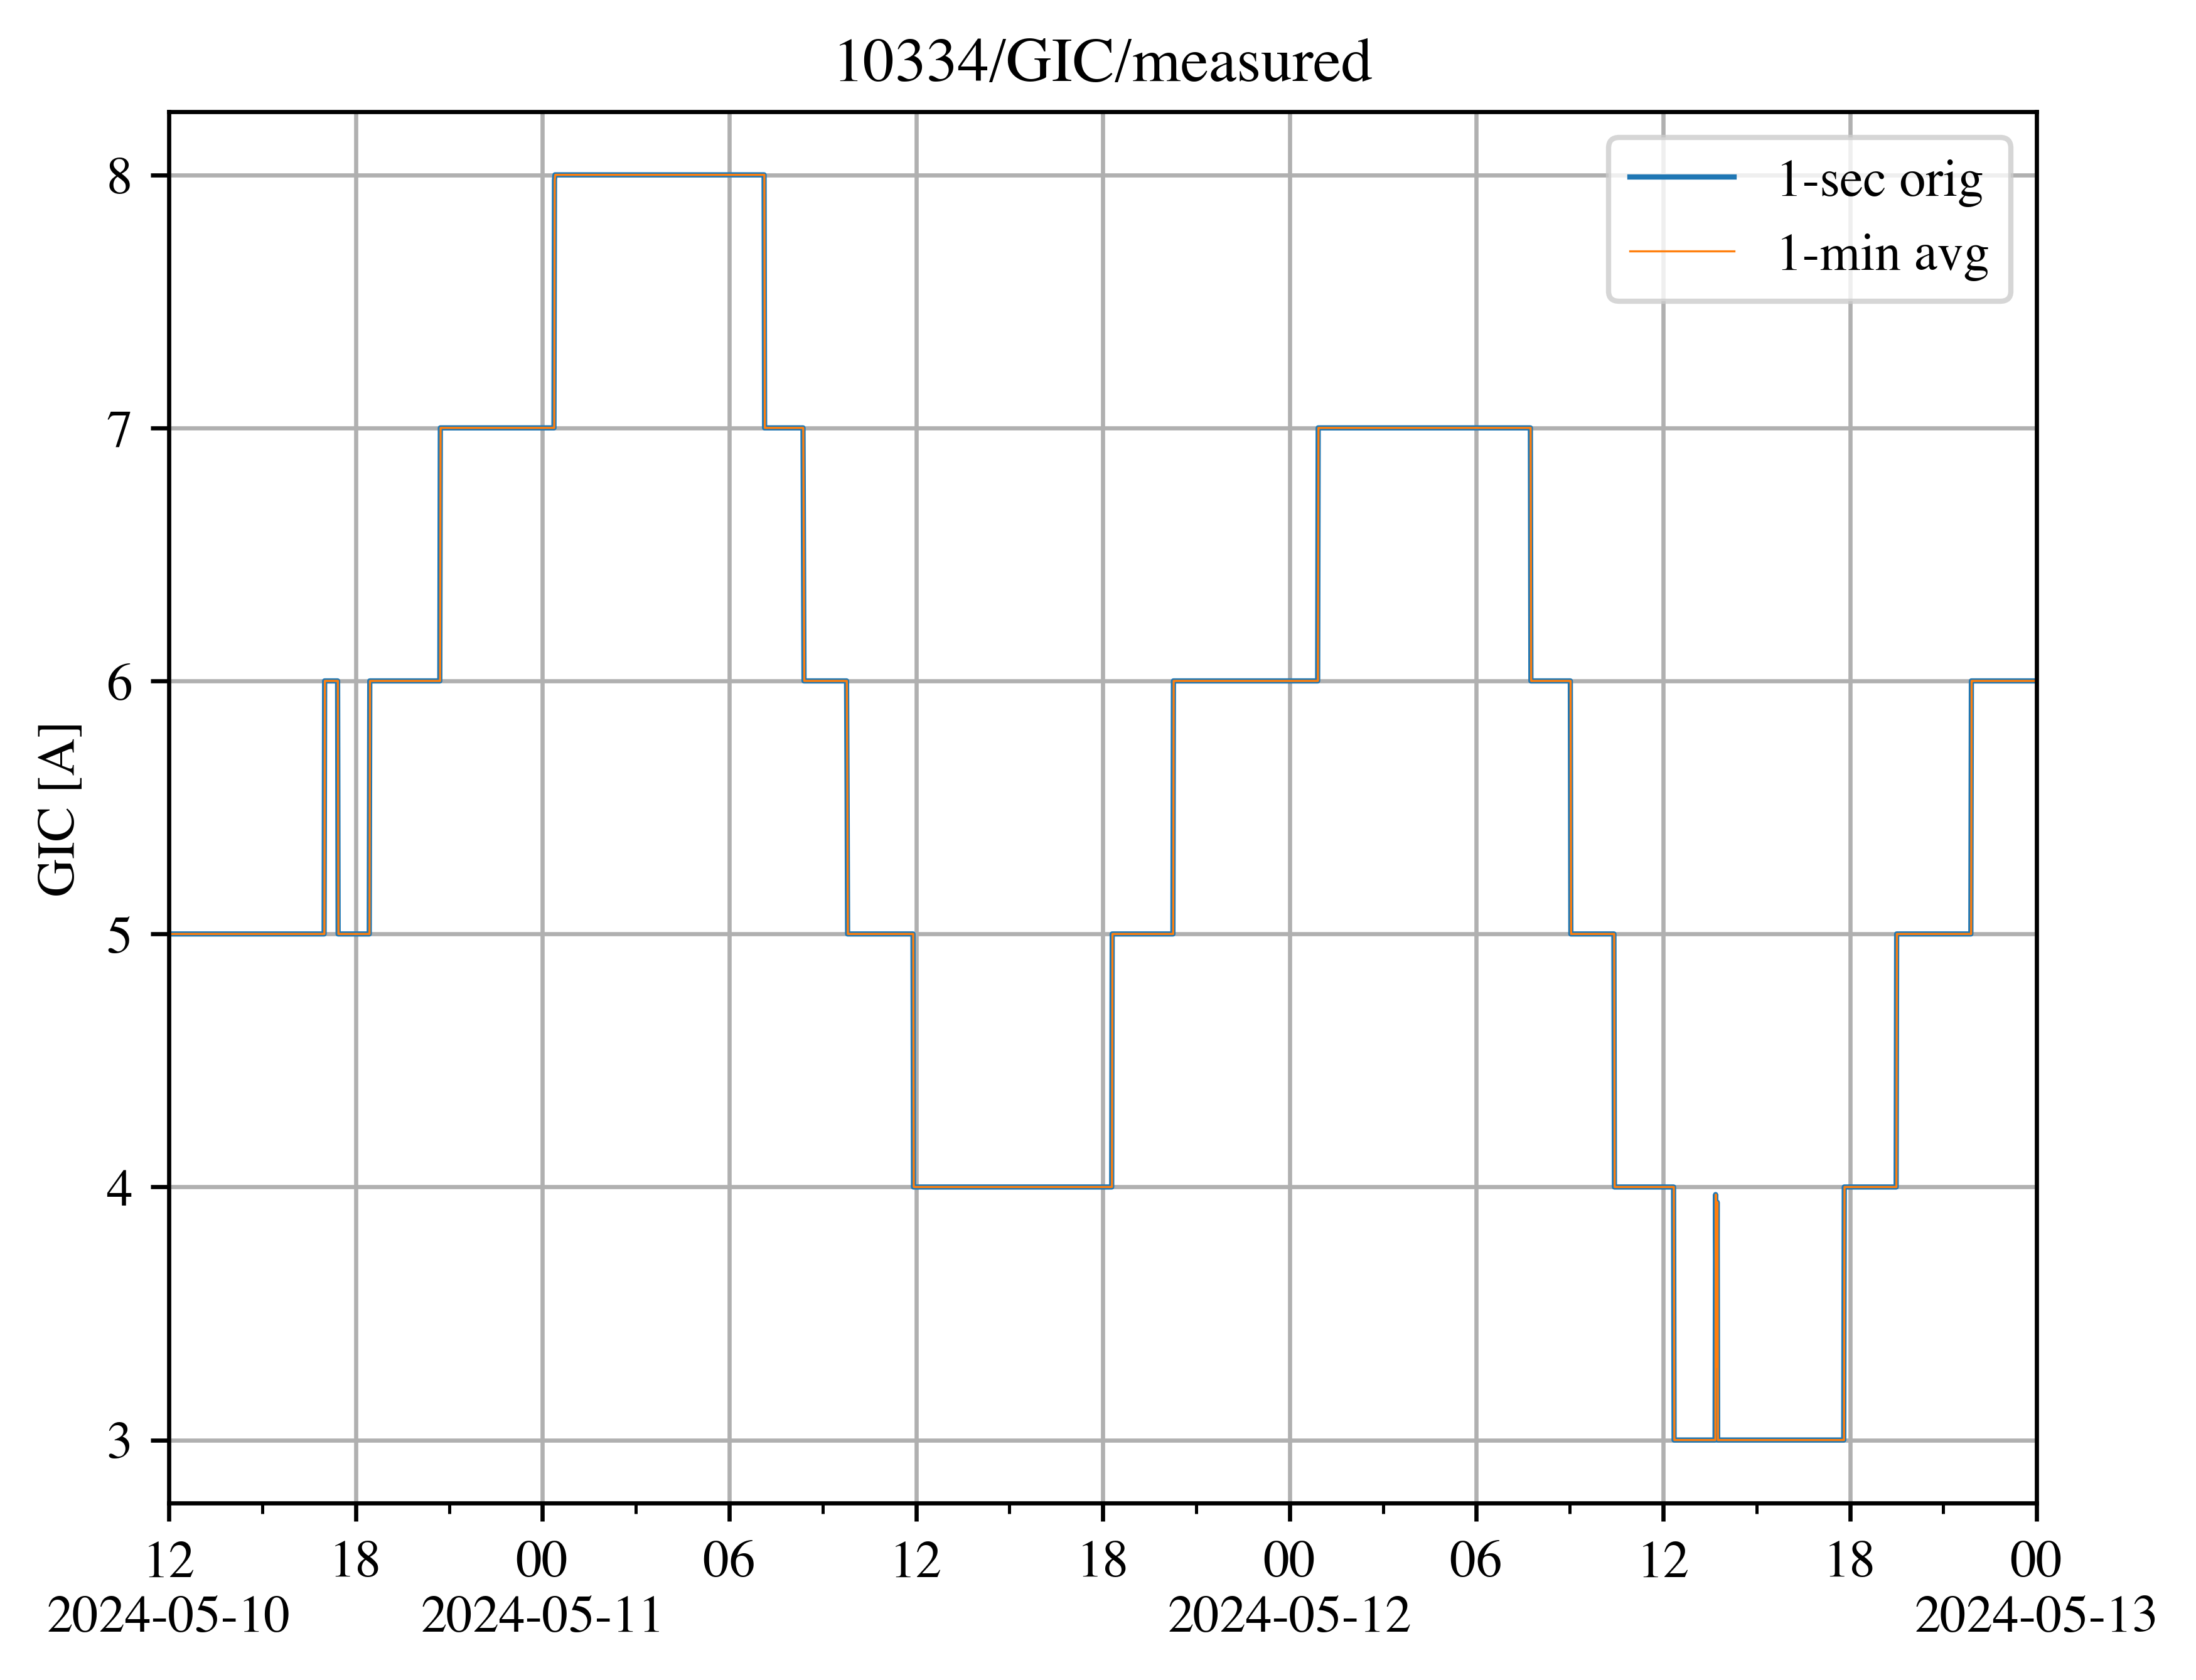 10334/GIC/measured
1-sec orig
1-min avg
8
7
6
5
4
3
GIC [A]
12 18 00 06 12 18 00 06 12 18 00
2024-05-10 2024-05-11 2024-05-12 2024-05-13